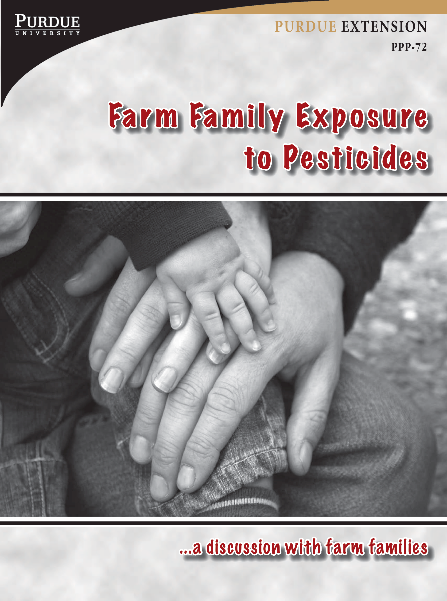 PURDUE
UNIVERSITY
PURDUE EXTENSION
PPP-72
Farm Family Exposure
to Pesticides
...a discussion with farm families